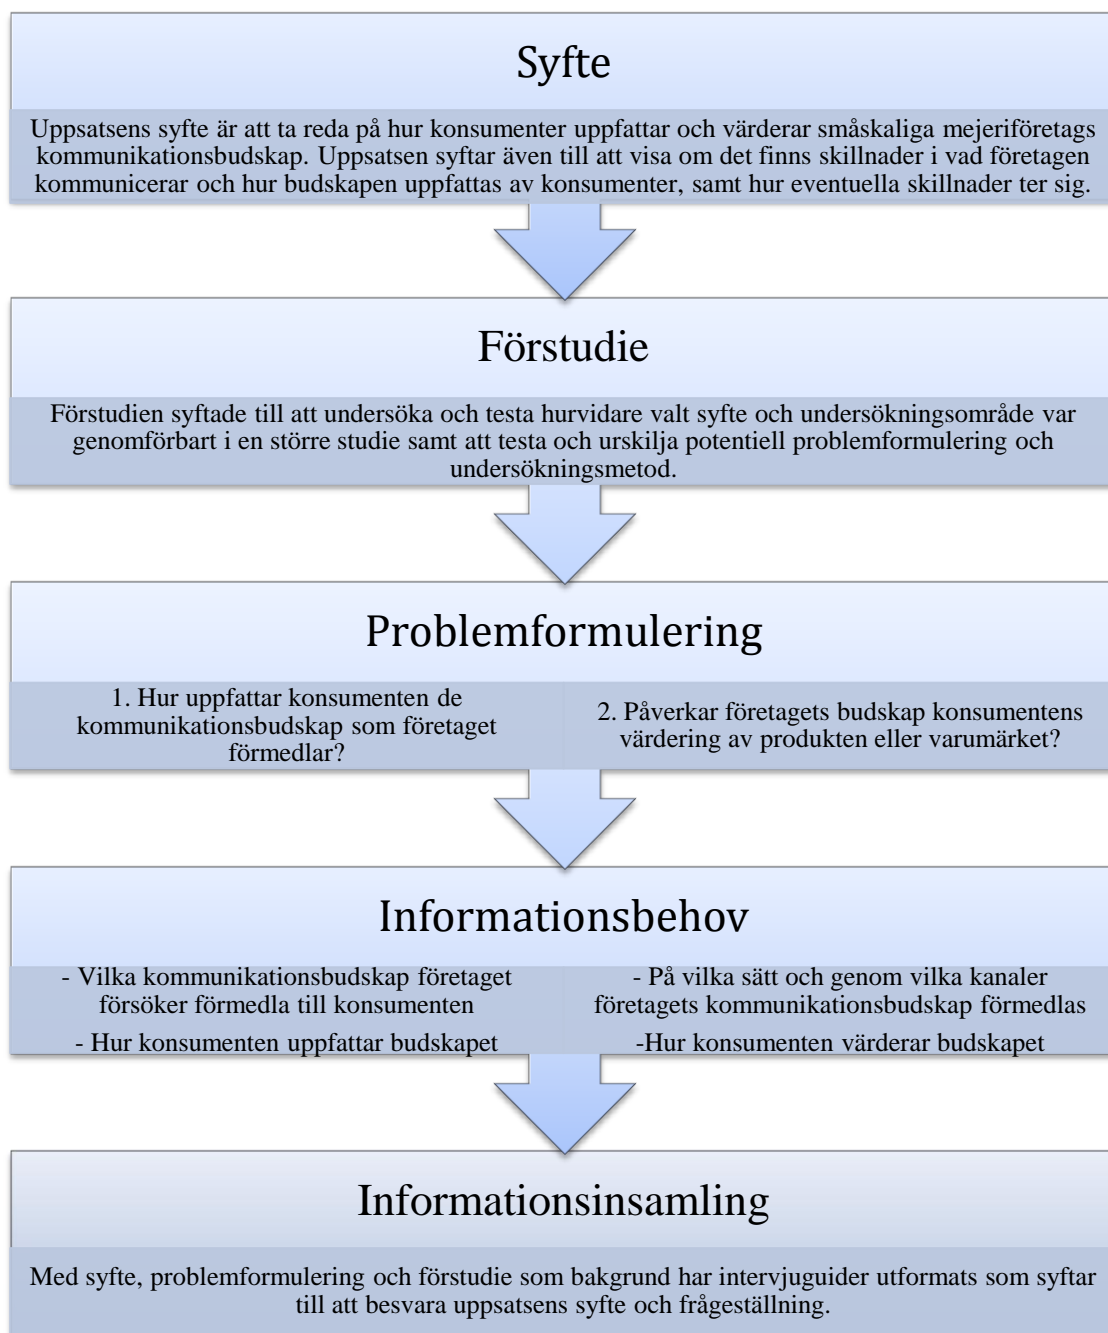 Syfte
Uppsatsens syfte är att ta reda på hur konsumenter uppfattar och värderar småskaliga mejeriföretags
kommunikationsbudskap. Uppsatsen syftar även till att visa om det finns skillnader i vad företagen
kommunicerar och hur budskapen uppfattas av konsumenter, samt hur eventuella skillnader ter sig.
Förstudie
Förstudien syftade till att undersöka och testa hurvidare valt syfte och undersökningsområde var
genomförbart i en större studie samt att testa och urskilja potentiell problemformulering och
undersökningsmetod.
Problemformulering
1. Hur uppfattar konsumenten de
kommunikationsbudskap som företaget
förmedlar?
2. Påverkar företagets budskap konsumentens
värdering av produkten eller varumärket?
Informationsbehov
- Vilka kommunikationsbudskap företaget
försöker förmedla till konsumenten
- Hur konsumenten uppfattar budskapet
- På vilka sätt och genom vilka kanaler
företagets kommunikationsbudskap förmedlas
-Hur konsumenten värderar budskapet
Informationsinsamling
Med syfte, problemformulering och förstudie som bakgrund har intervjuguider utformats som syftar
till att besvara uppsatsens syfte och frågeställning.